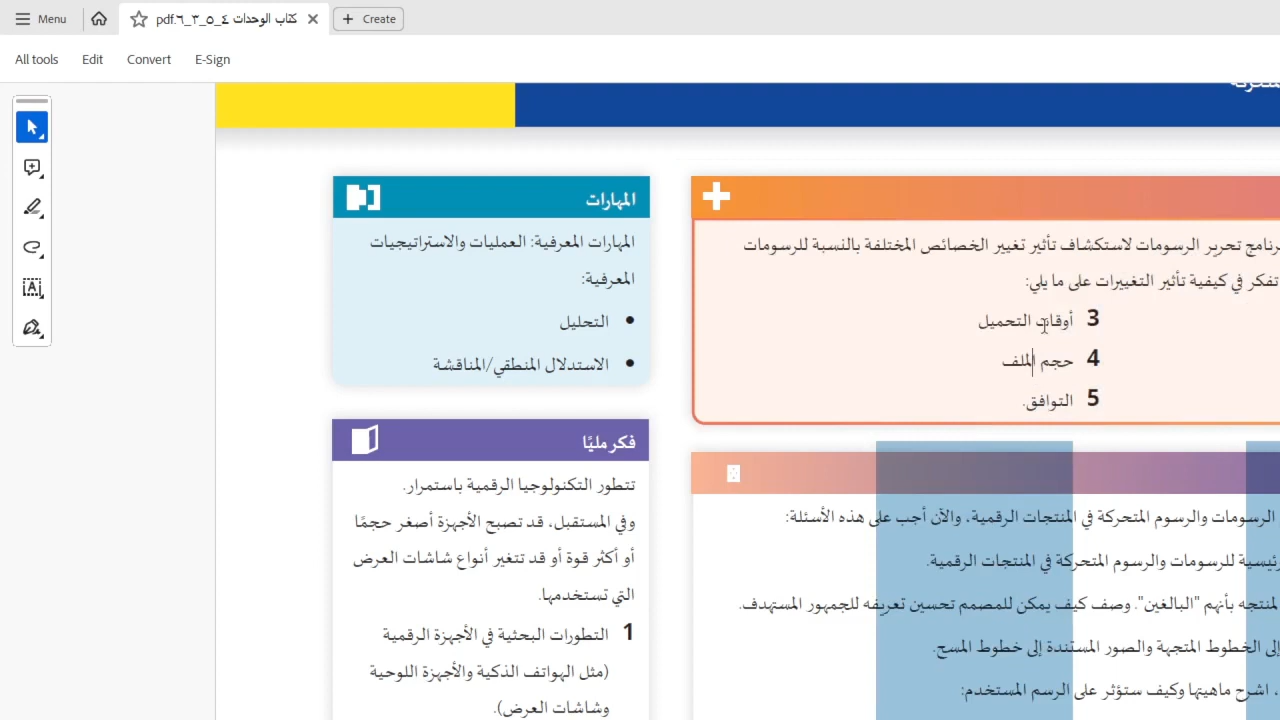 Menu
كتاب الوحدات ٤_٥_٣_٦.pdf
Create
All tools
Edit
Convert
E-Sign
المهارات
المهارات المعرفية: العمليات والاستراتيجيات
المعرفية:
• التحليل
• الاستدلال المنطقي/المناقشة
فكر مليًا
تتطور التكنولوجيا الرقمية باستمرار.
وفي المستقبل، قد تصبح الأجهزة أصغر حجمًا
أو أكثر قوة أو قد تتغير أنواع شاشات العرض
التي تستخدمها.
1 التطورات البحثية في الأجهزة الرقمية
(مثل الهواتف الذكية والأجهزة اللوحية
وشاشات العرض).
تحرير الرسومات لاستكشاف تأثير تغيير الخصائص المختلفة بالنسبة للرسومات
تفكر في كيفية تأثير التغييرات على ما يلي:
3 أوقات التحميل
4 حجم الملف
5 التوافق.
الرسومات والرسوم المتحركة في المنتجات الرقمية، والآن أجب على هذه الأسئلة:
للرسومات والرسوم المتحركة في المنتجات الرقمية.
بأنهم "البالغين". وصف كيف يمكن للمصمم تحسين تعريفه للجمهور المستهدف.
الخطوط المتجهة والصور المستندة إلى خطوط المسح.
اشرح ماهيتها وكيف ستؤثر على الرسم المستخدم: